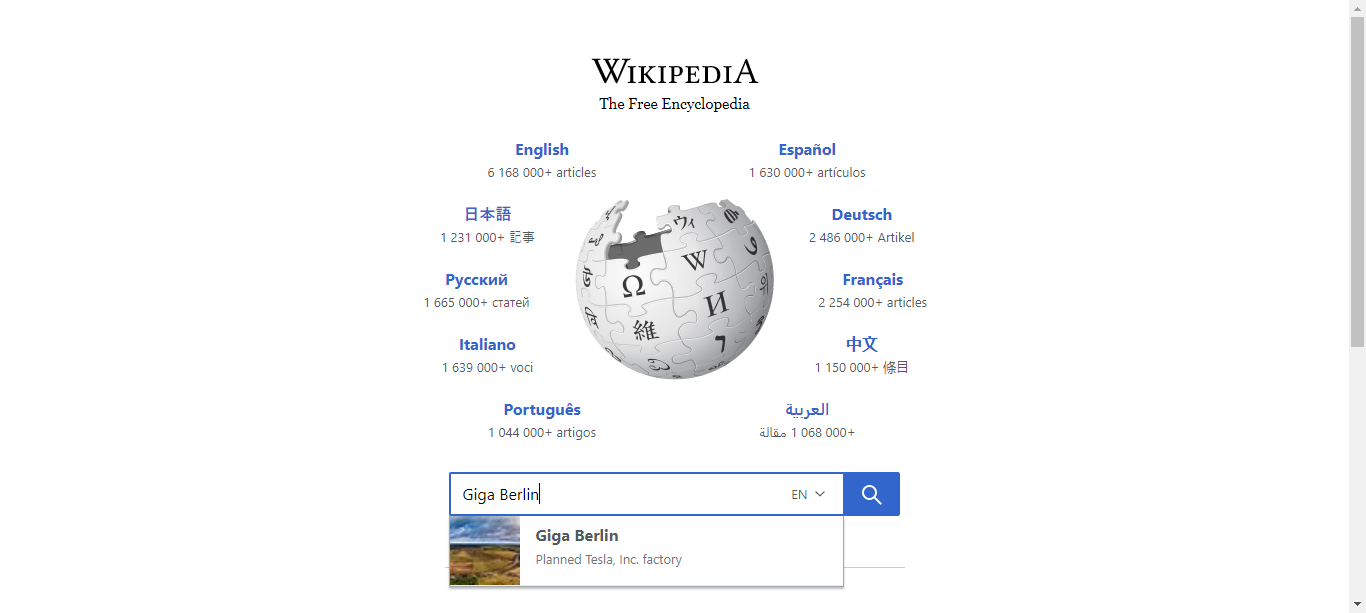 WIKIPEDIA
The Free Encyclopedia
English
6 168 000+ articles
Español
1 630 000+ artículos
日本語
1 231 000+ 記事
Deutsch
2 486 000+ Artikel
Русский
1 665 000+ статей
Français
2 254 000+ articles
Italiano
1 639 000+ voci
中文
1 150 000+ 條目
Português
1 044 000+ artigos
العربية
1 068 000+ مقالة
Ω
W
И
維
ウィ
Giga Berlin
EN
Giga Berlin
Planned Tesla, Inc. factory